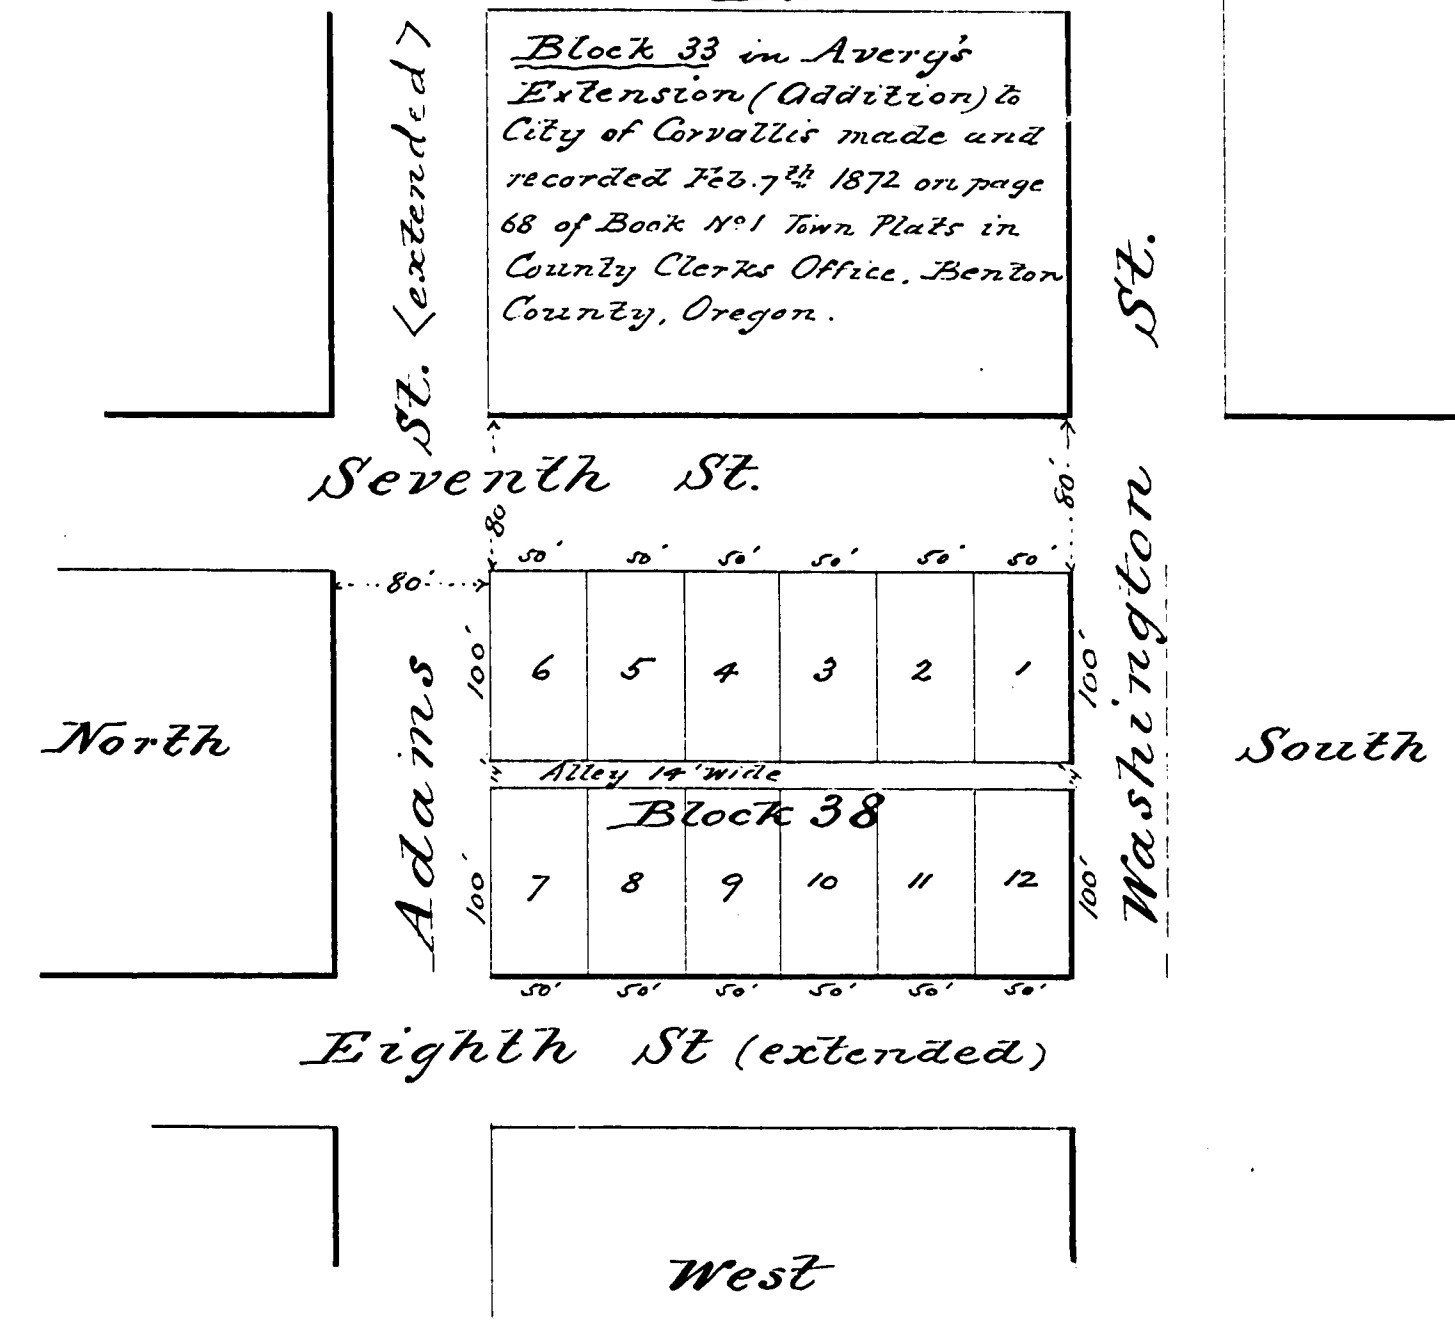 Block 33 in Avery's
Extension (Addition) to
City of Corvallis made and
recorded Feb. 7th 1872 on page
68 of Book No 1 Town Plats in
County Clerks Office, Benton
County, Oregon.
Adams St. (extended)
Washington St.
Seventh St.
80'
80'
80'
50' 50' 50' 50' 50' 50'
100'
6 5 4 3 2 1
100'
North
South
14' Alley 14' wide 14'
Block 38
100'
7 8 9 10 11 12
100'
50' 50' 50' 50' 50' 50'
Eighth St (extended)
West